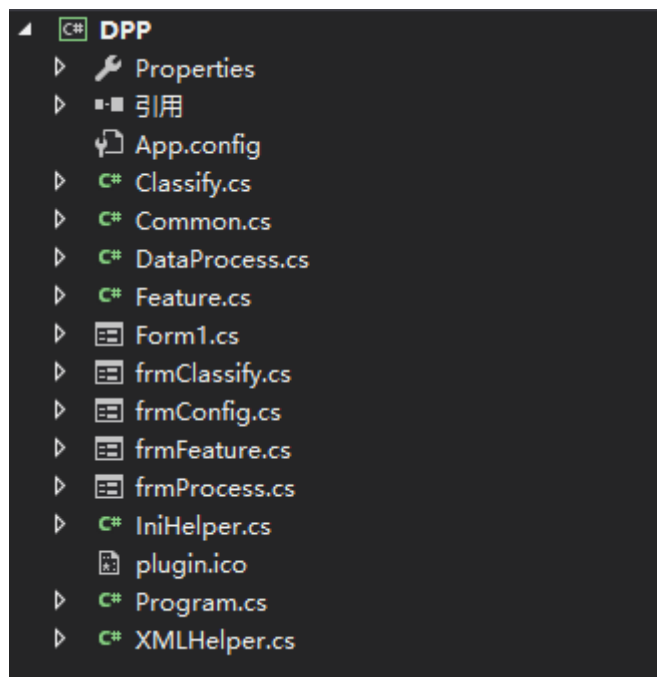 C# DPP
Properties
引用
App.config
C# Classify.cs
C# Common.cs
C# DataProcess.cs
C# Feature.cs
Form1.cs
frmClassify.cs
frmConfig.cs
frmFeature.cs
frmProcess.cs
C# IniHelper.cs
plugin.ico
C# Program.cs
C# XMLHelper.cs